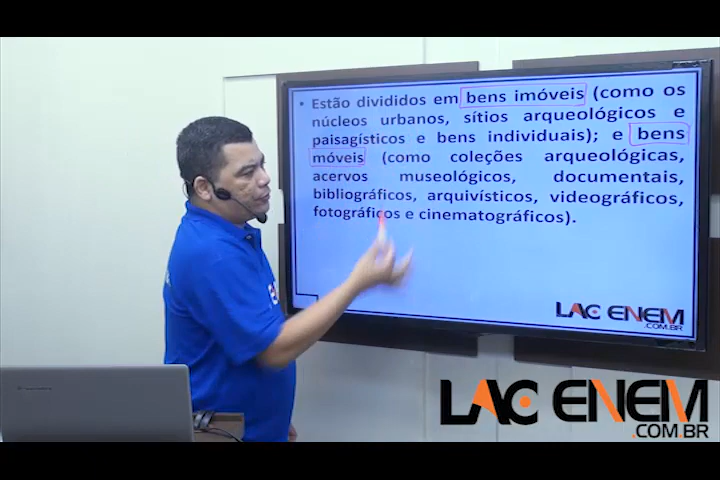 • Estão divididos em bens imóveis (como os
núcleos urbanos, sítios arqueológicos e
paisagísticos e bens individuais); e bens
móveis (como coleções arqueológicas,
acervos museológicos, documentais,
bibliográficos, arquivísticos, videográficos,
fotográficos e cinematográficos).
LAC ENEM
.COM.BR
LAC ENEM
.COM.BR